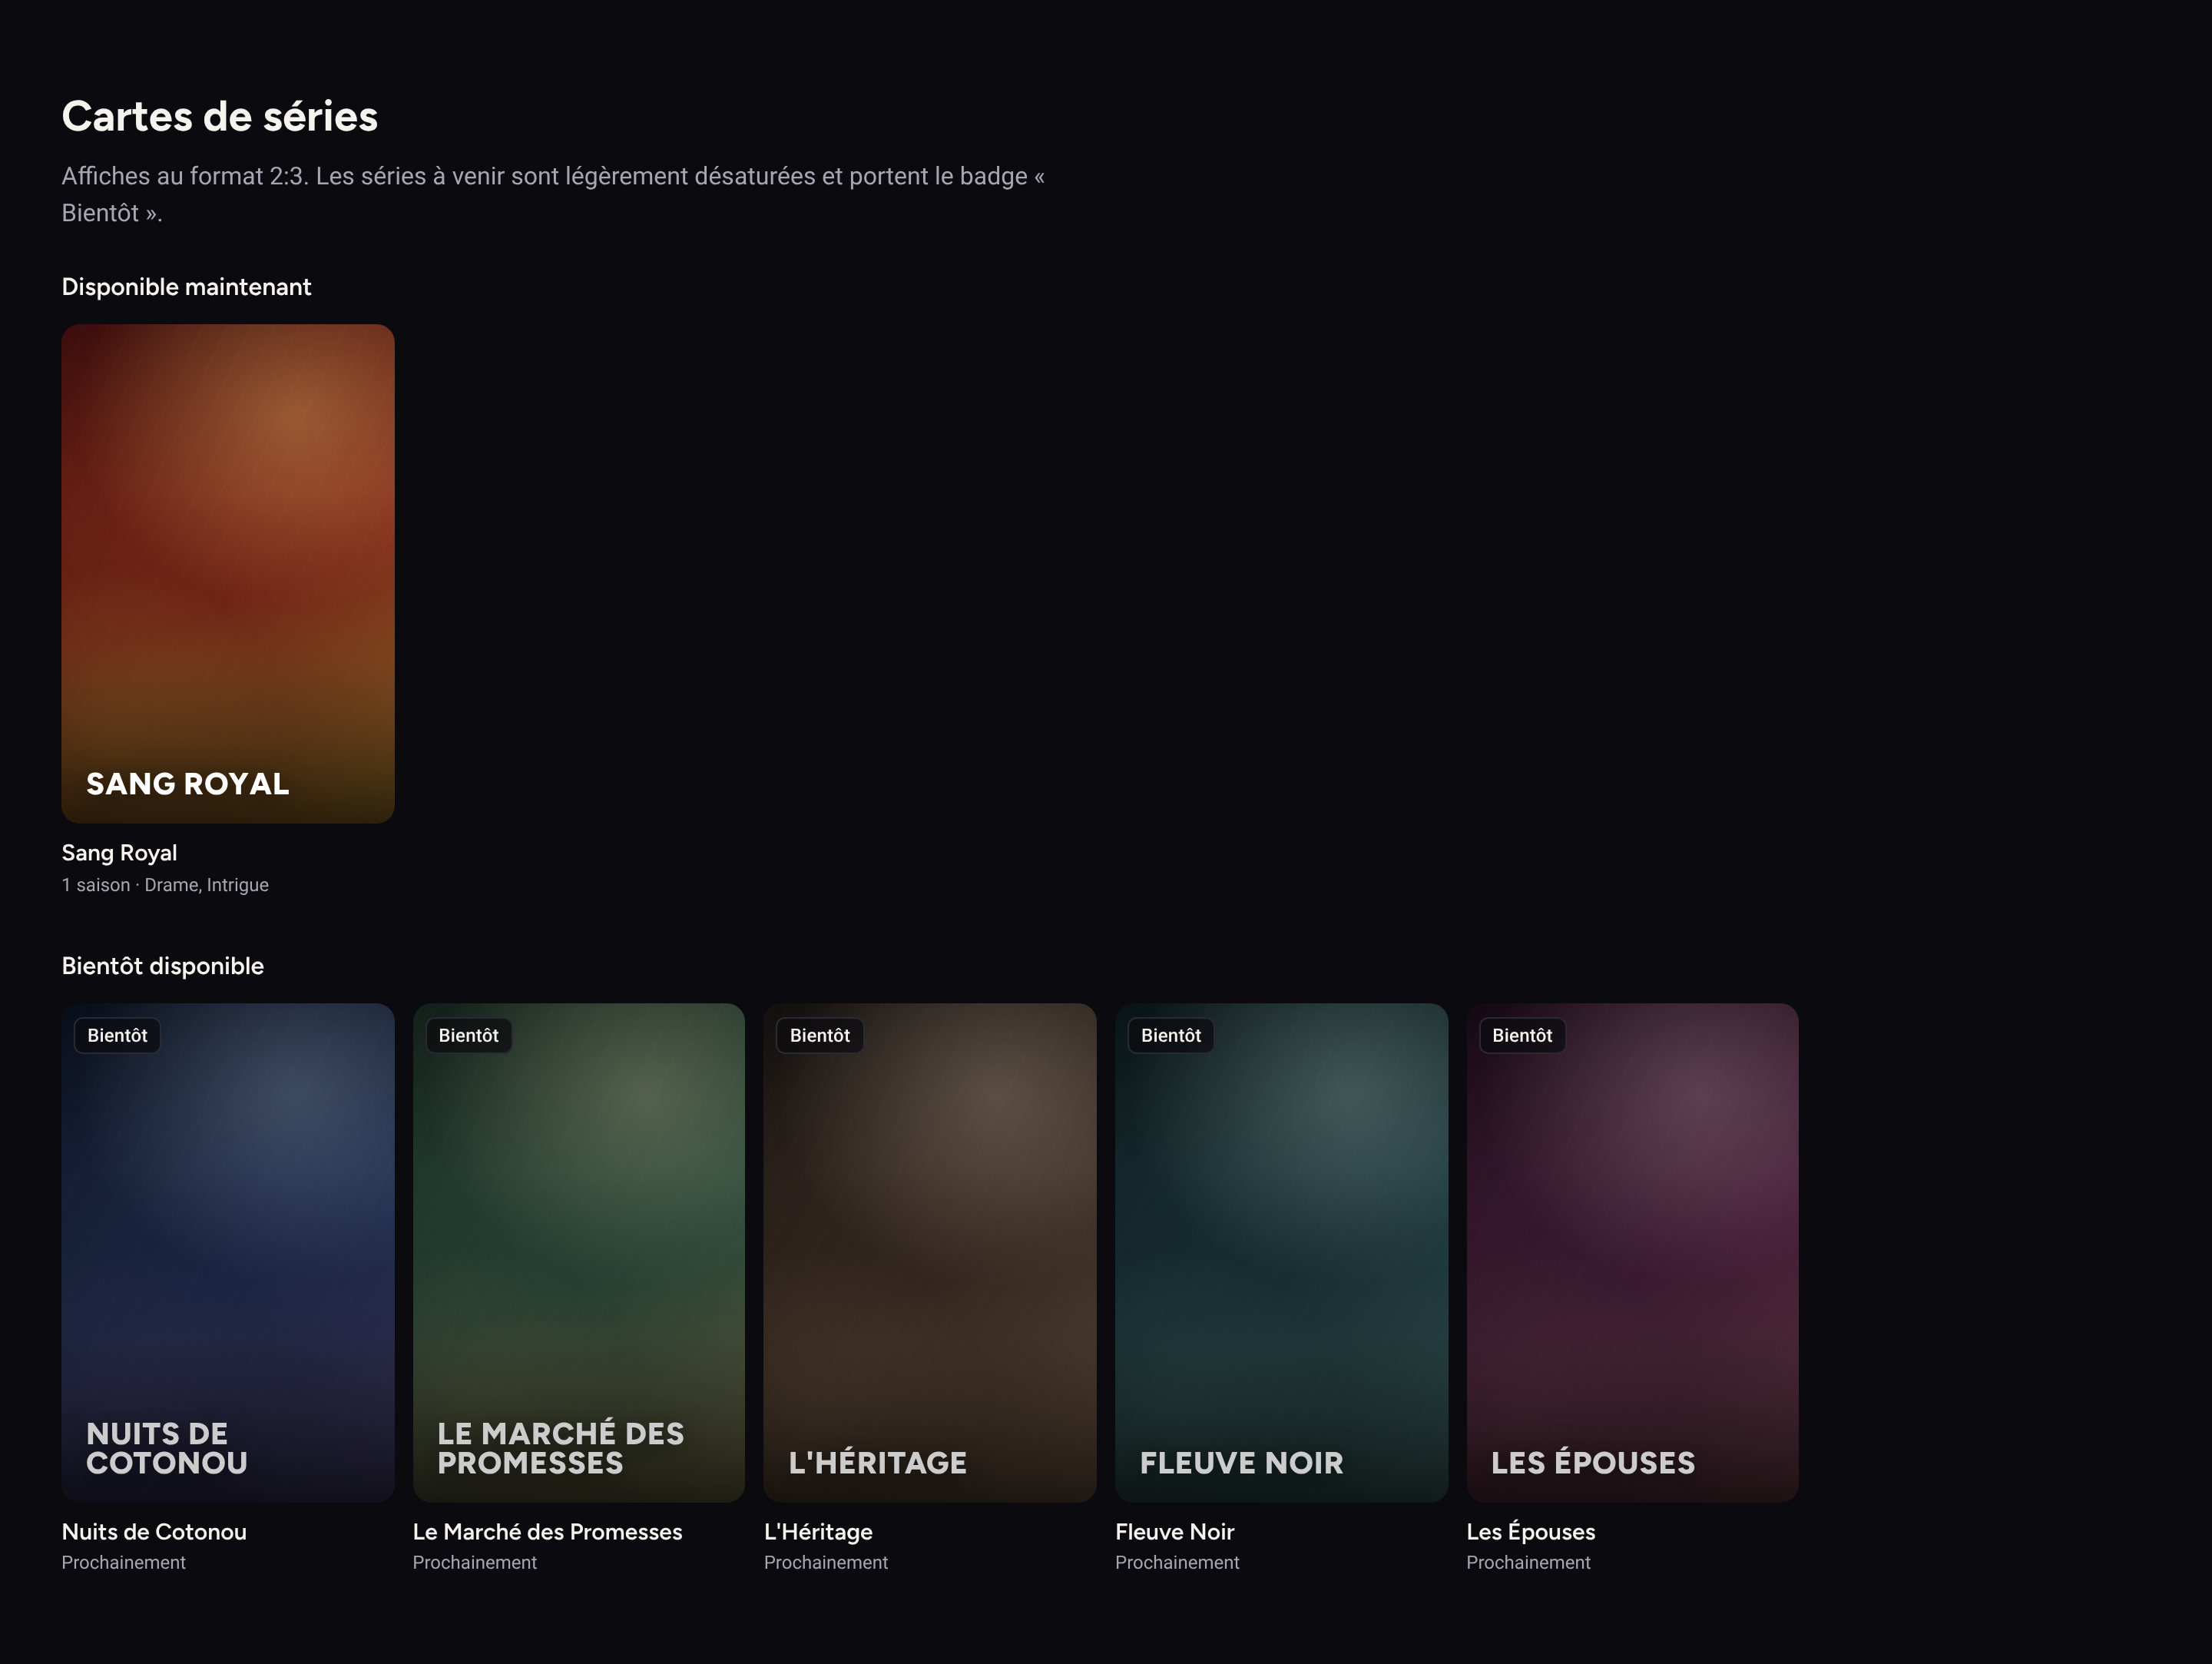 Cartes de séries
Affiches au format 2:3. Les séries à venir sont légèrement désaturées et portent le badge «
Bientôt ».
Disponible maintenant
SANG ROYAL
Sang Royal
1 saison · Drame, Intrigue
Bientôt disponible
Bientôt
NUITS DE
COTONOU
Nuits de Cotonou
Prochainement
Bientôt
LE MARCHÉ DES
PROMESSES
Le Marché des Promesses
Prochainement
Bientôt
L'HÉRITAGE
L'Héritage
Prochainement
Bientôt
FLEUVE NOIR
Fleuve Noir
Prochainement
Bientôt
LES ÉPOUSES
Les Épouses
Prochainement